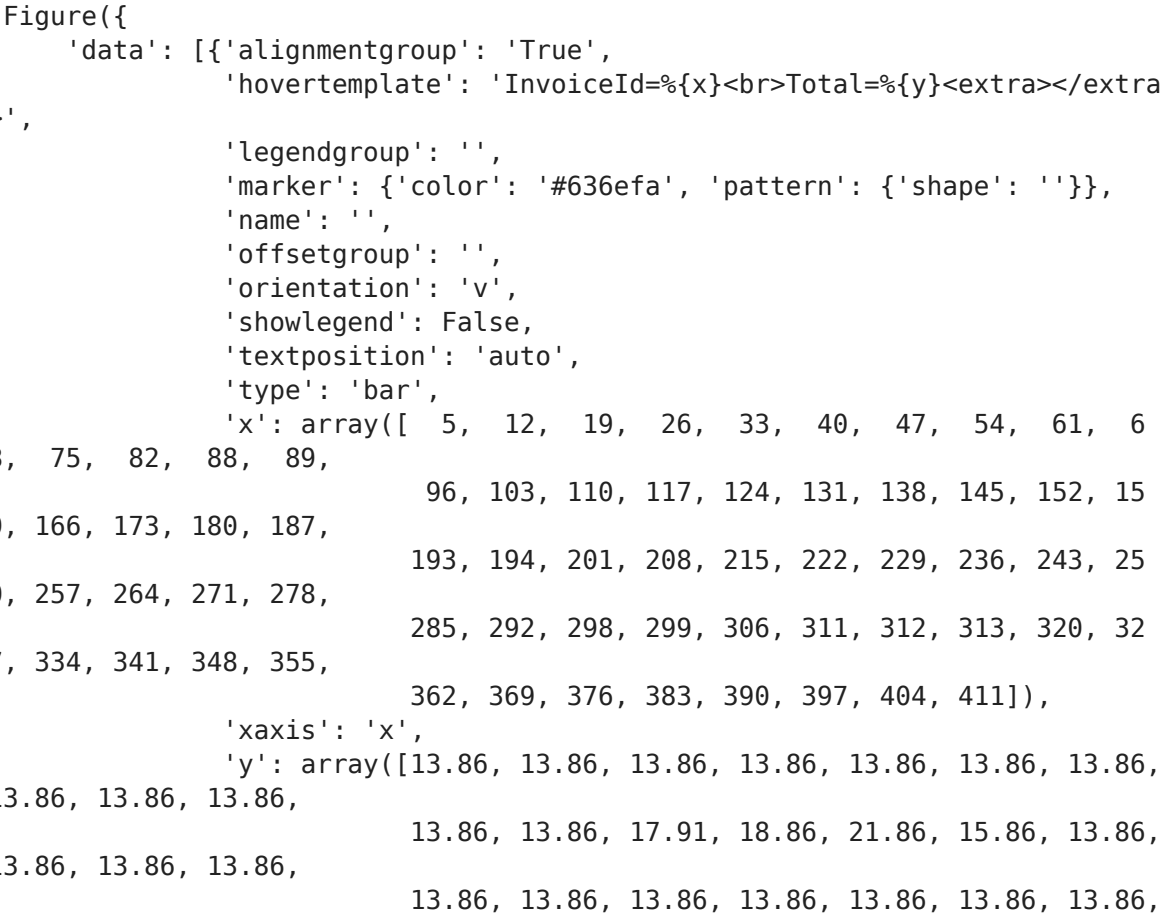 Figure({
    'data': [{'alignmentgroup': 'True',
              'hovertemplate': 'InvoiceId=%{x}<br>Total=%{y}<extra></extra
>',
              'legendgroup': '',
              'marker': {'color': '#636efa', 'pattern': {'shape': ''}},
              'name': '',
              'offsetgroup': '',
              'orientation': 'v',
              'showlegend': False,
              'textposition': 'auto',
              'type': 'bar',
              'x': array([  5,  12,  19,  26,  33,  40,  47,  54,  61,  6
8,  75,  82,  88,  89,
                           96, 103, 110, 117, 124, 131, 138, 145, 152, 15
9, 166, 173, 180, 187,
                          193, 194, 201, 208, 215, 222, 229, 236, 243, 25
0, 257, 264, 271, 278,
                          285, 292, 298, 299, 306, 311, 312, 313, 320, 32
7, 334, 341, 348, 355,
                          362, 369, 376, 383, 390, 397, 404, 411]),
              'xaxis': 'x',
              'y': array([13.86, 13.86, 13.86, 13.86, 13.86, 13.86, 13.86,
13.86, 13.86, 13.86,
                          13.86, 13.86, 17.91, 18.86, 21.86, 15.86, 13.86,
13.86, 13.86, 13.86,
                          13.86, 13.86, 13.86, 13.86, 13.86, 13.86, 13.86,